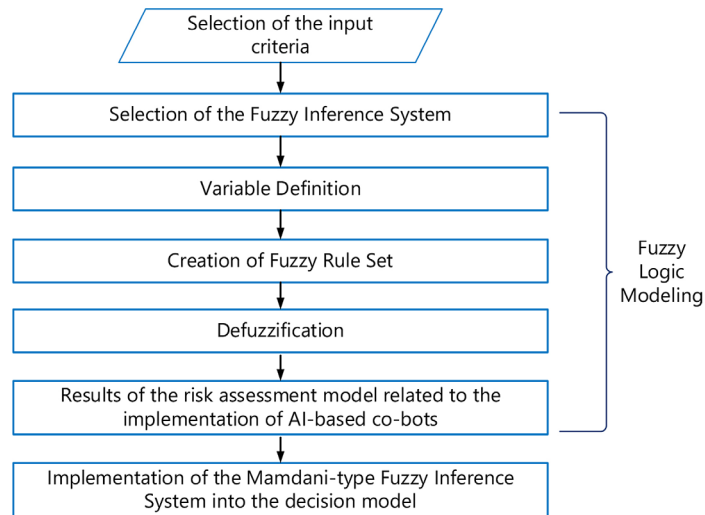 Selection of the input
criteria
Selection of the Fuzzy Inference System
Variable Definition
Creation of Fuzzy Rule Set
Defuzzification
Results of the risk assessment model related to the
implementation of AI-based co-bots
Implementation of the Mamdani-type Fuzzy Inference
System into the decision model
Fuzzy
Logic
Modeling